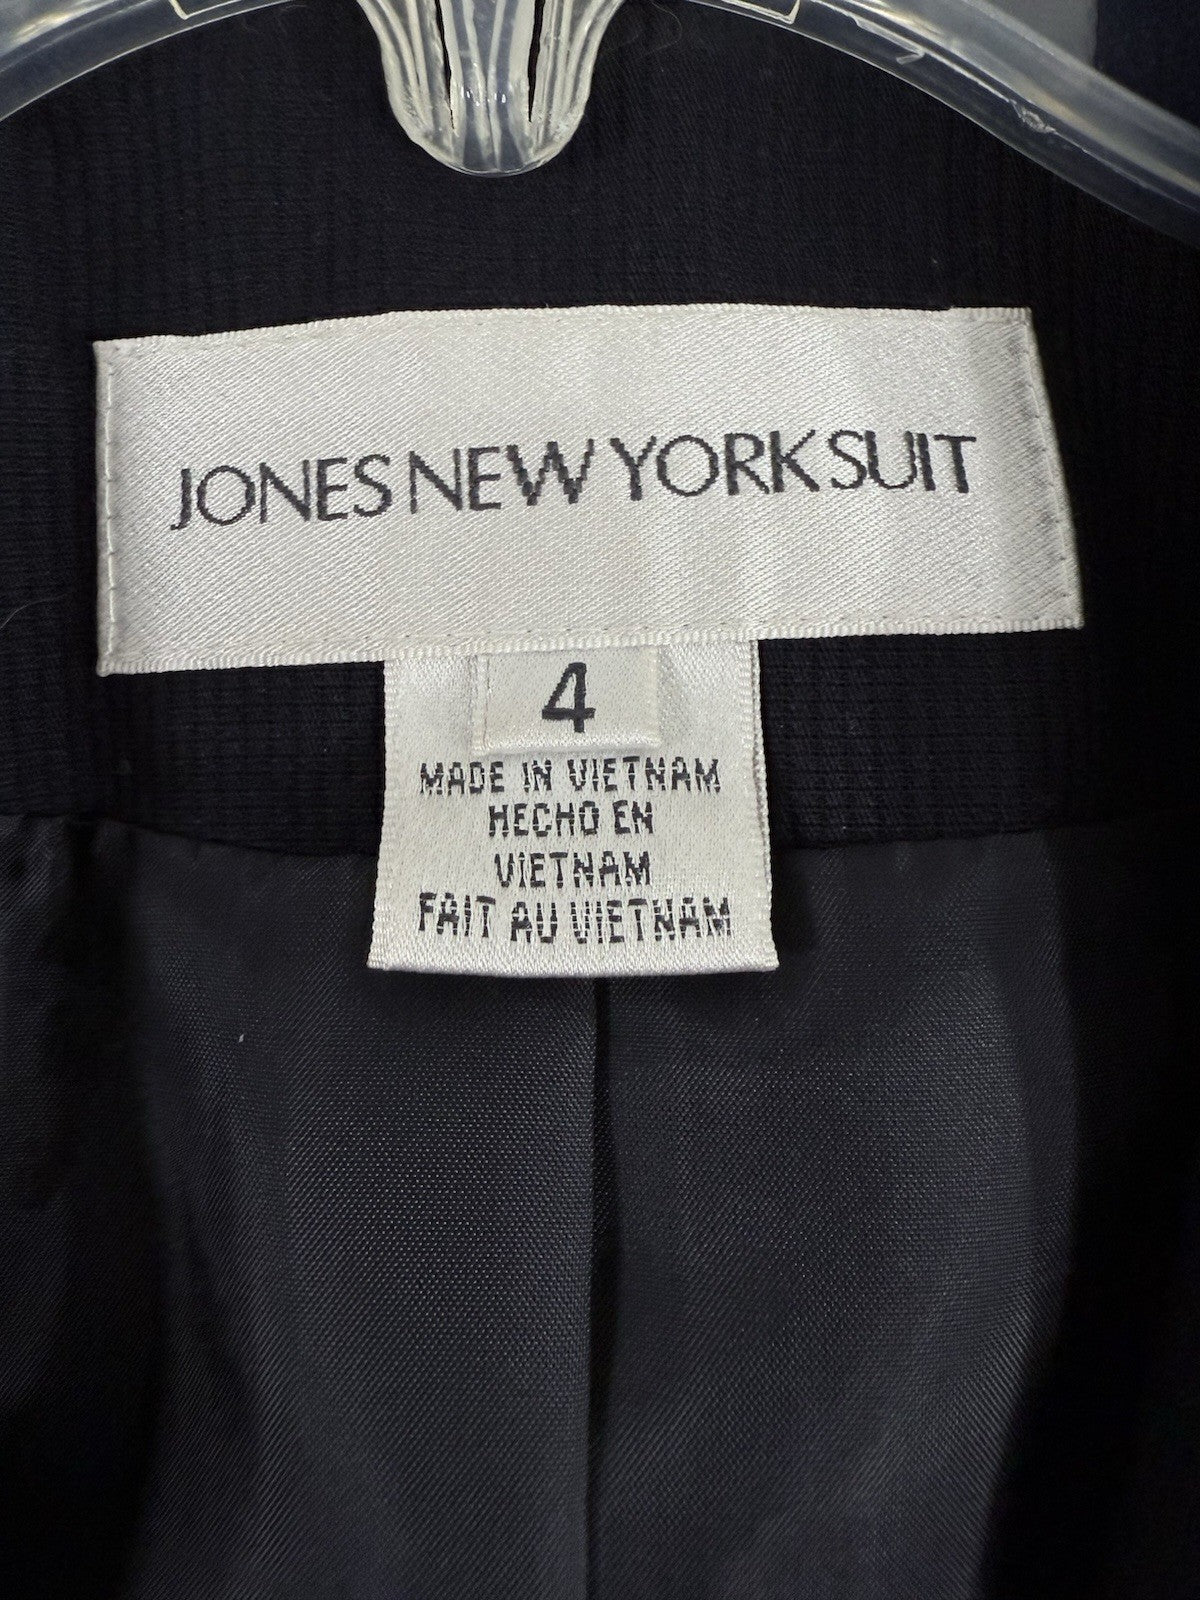 JONES NEW YORK SUIT
4
MADE IN VIETNAM
HECHO EN
VIETNAM
FAIT AU VIETNAM